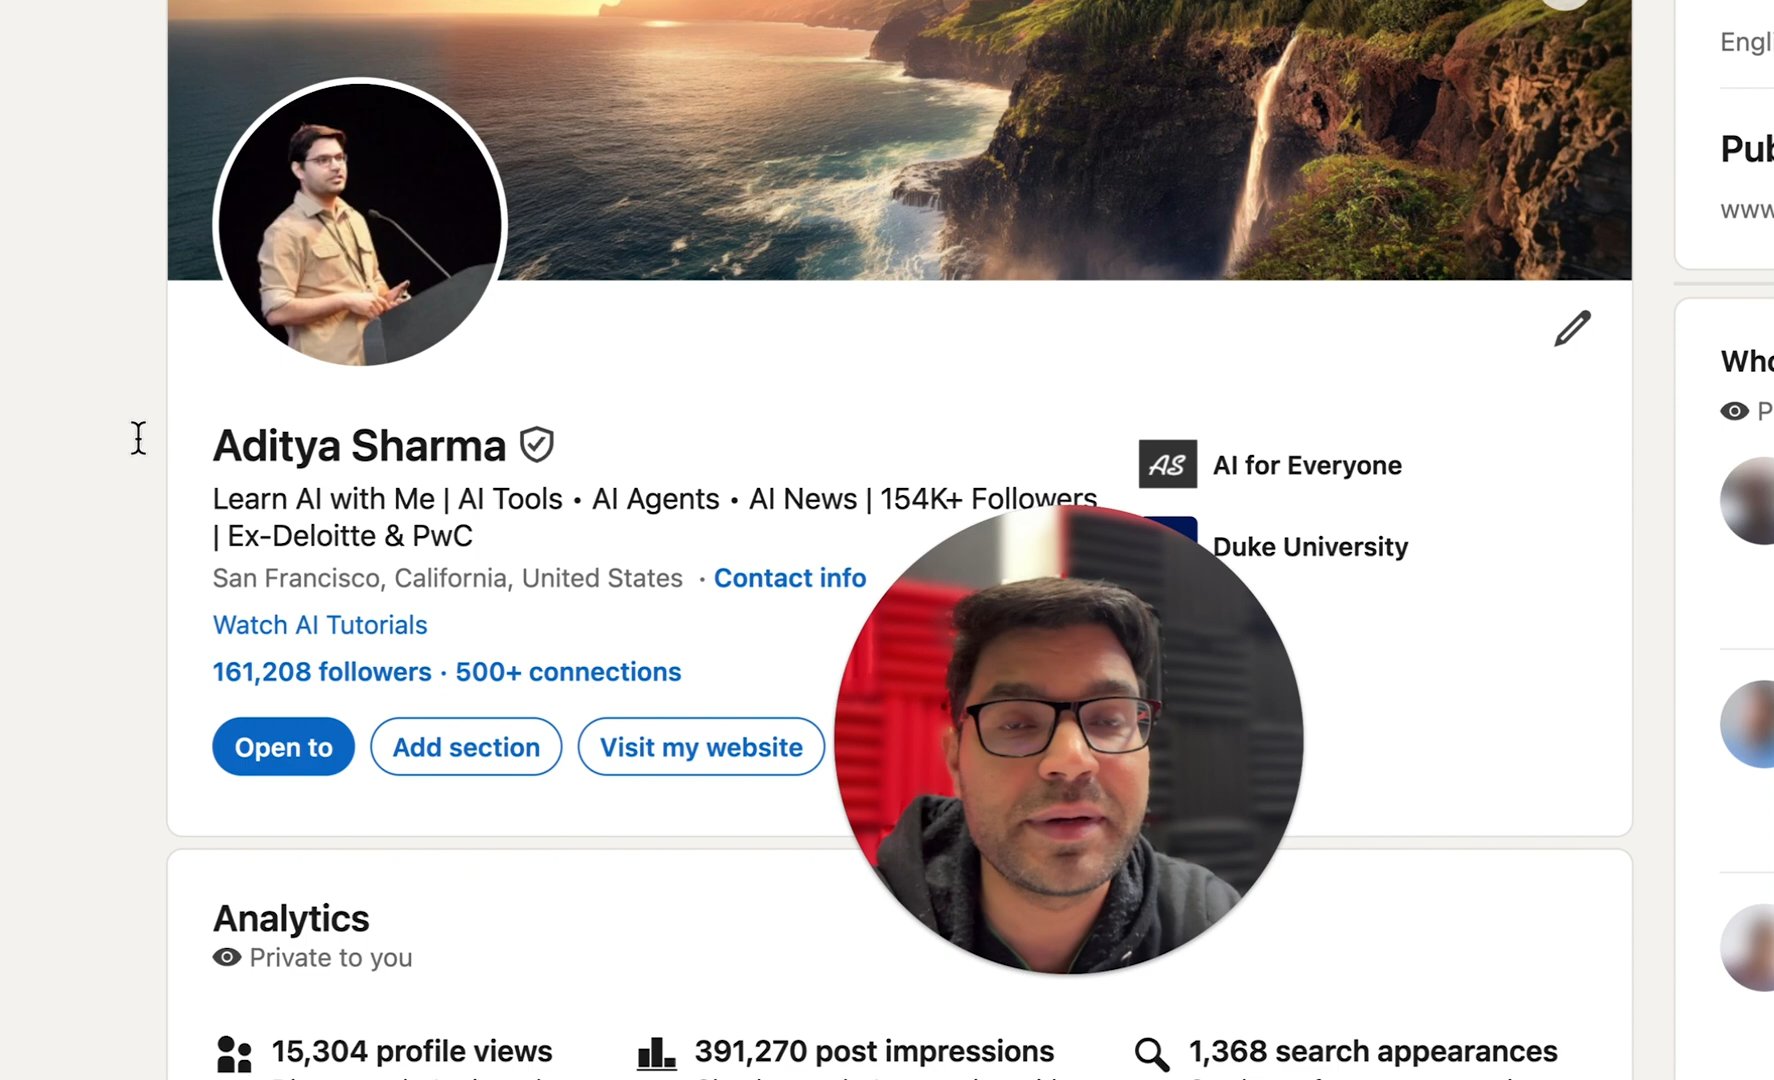 Engl
Pub
www
Who
P
Aditya Sharma
Learn AI with Me | AI Tools • AI Agents • AI News | 154K+ Followers
| Ex-Deloitte & PwC
San Francisco, California, United States · Contact info
Watch AI Tutorials
161,208 followers · 500+ connections
Open to
Add section
Visit my website
AS AI for Everyone
Duke University
Analytics
Private to you
15,304 profile views
391,270 post impressions
1,368 search appearances